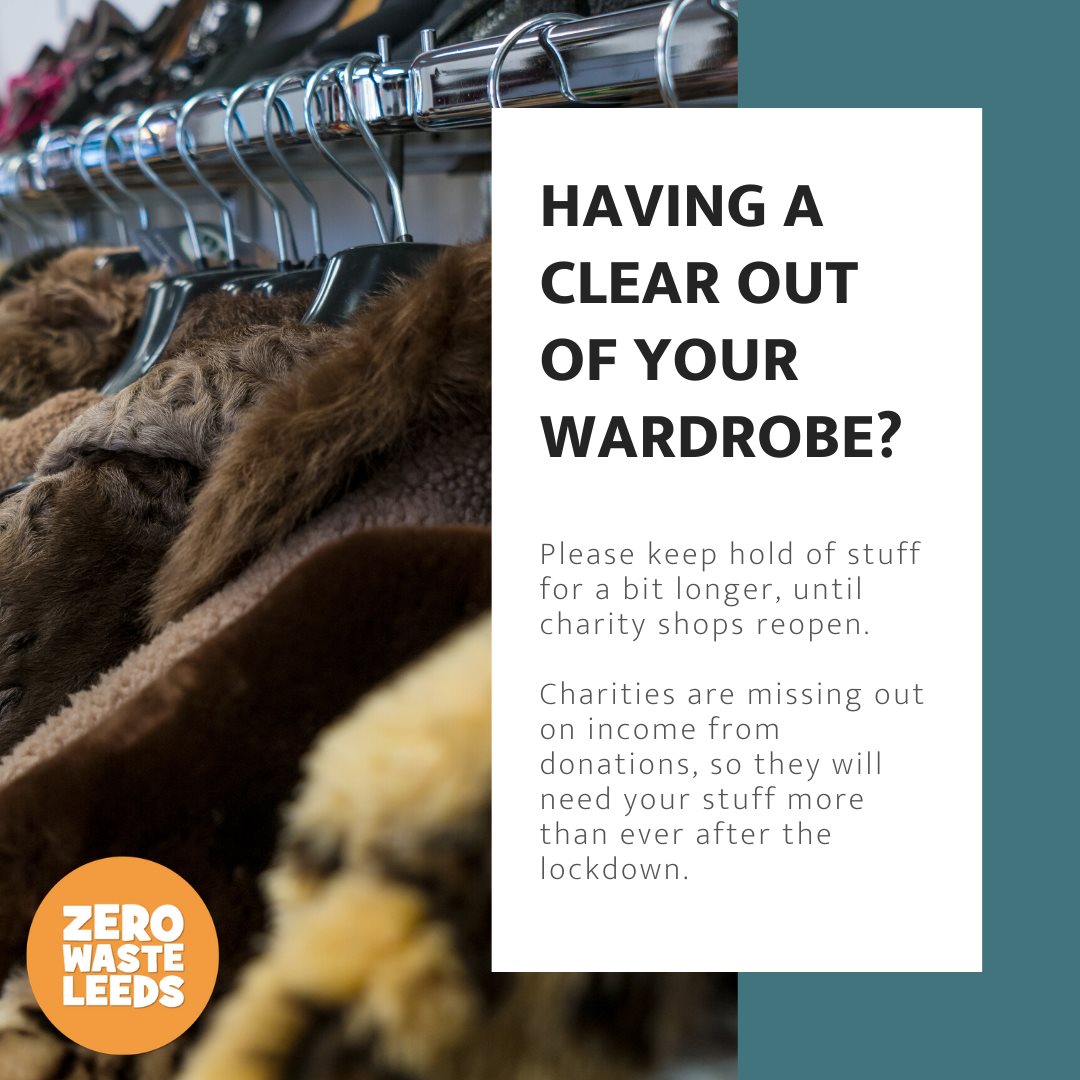 HAVING A
CLEAR OUT
OF YOUR
WARDROBE?
Please keep hold of stuff
for a bit longer, until
charity shops reopen.
Charities are missing out
on income from
donations, so they will
need your stuff more
than ever after the
lockdown.
ZERO
WASTE
LEEDS